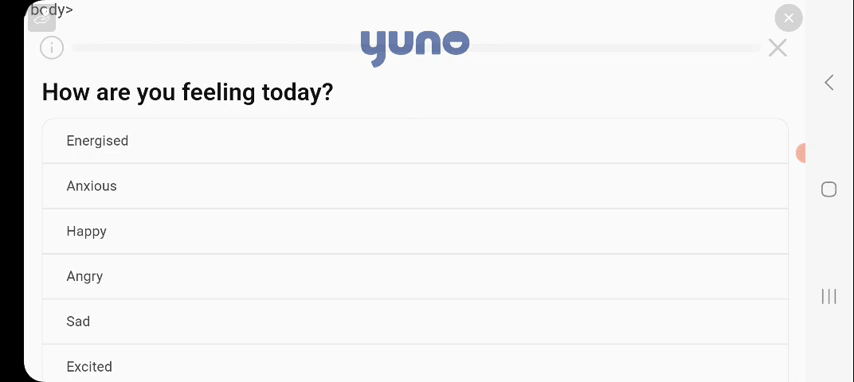 body>
yuno
How are you feeling today?
Energised
Anxious
Happy
Angry
Sad
Excited